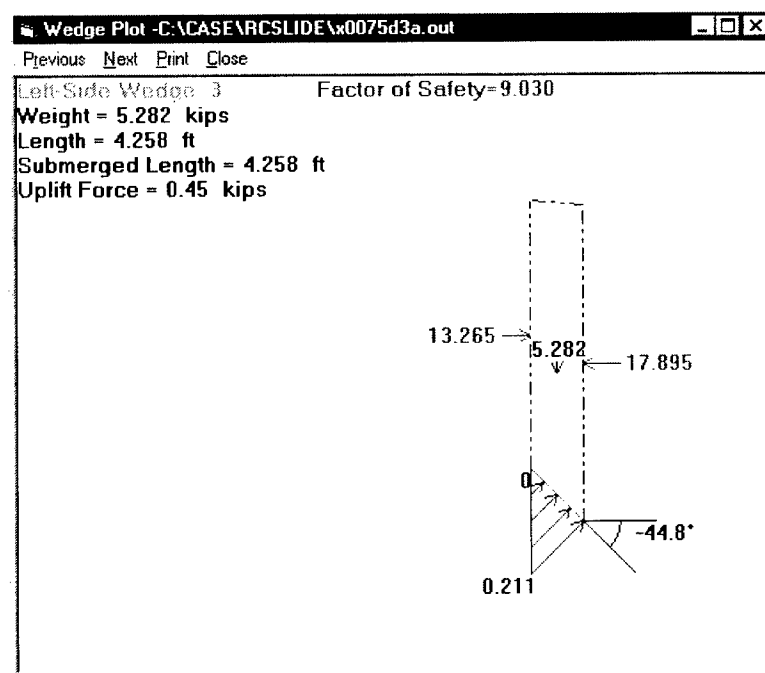 Wedge Plot -C:\CASE\RCSLIDE\x0075d3a.out
Previous Next Print Close
Left-Side Wedge 3 Factor of Safety=9.030
Weight = 5.282 kips
Length = 4.258 ft
Submerged Length = 4.258 ft
Uplift Force = 0.45 kips
13.265
5.282
17.895
0
-44.8°
0.211